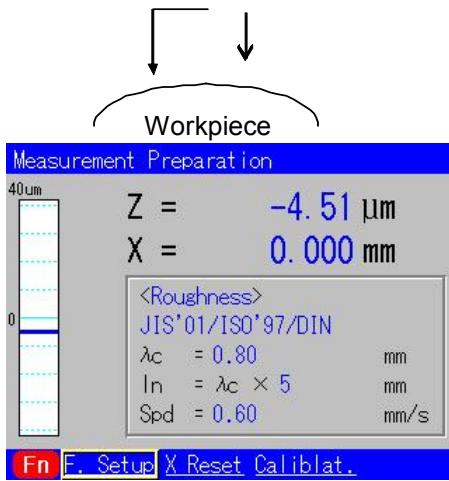 Workpiece
Measurement Preparation
40um
Z = -4.51 μm
X = 0.000 mm
0
<Roughness>
JIS'01/ISO'97/DIN
λc = 0.80 mm
ln = λc × 5 mm
Spd = 0.60 mm/s
Fn F. Setup X Reset Caliblat.